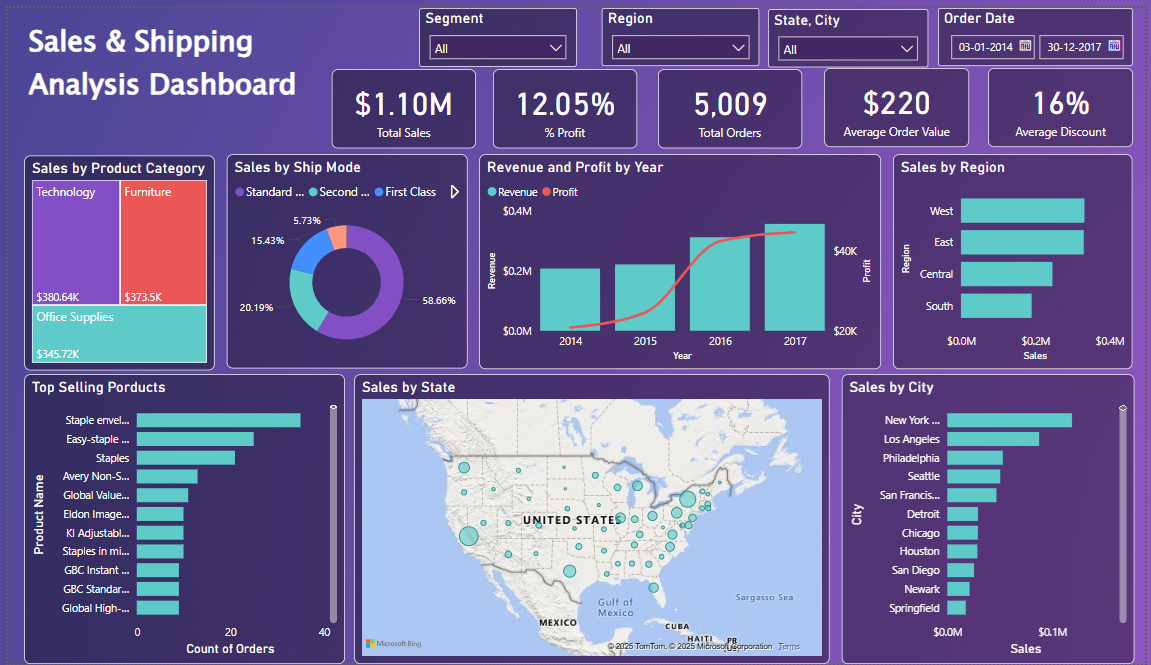 Sales & Shipping
Analysis Dashboard
Segment
All
Region
All
State, City
All
Order Date
03-01-2014
30-12-2017
$1.10M
Total Sales
12.05%
% Profit
5,009
Total Orders
$220
Average Order Value
16%
Average Discount
Sales by Product Category
Technology
$380.64K
Furniture
$373.5K
Office Supplies
$345.72K
Sales by Ship Mode
Standard ...
Second ...
First Class
5.73%
15.43%
20.19%
58.66%
Revenue and Profit by Year
Revenue
Profit
$0.4M
$0.2M
$0.0M
Revenue
$40K
$20K
Profit
2014
2015
2016
2017
Year
Sales by Region
Region
West
East
Central
South
$0.0M
$0.2M
$0.4M
Sales
Top Selling Porducts
Product Name
Staple envel...
Easy-staple ...
Staples
Avery Non-S...
Global Value...
Eldon Image...
KI Adjustabl...
Staples in mi...
GBC Instant ...
GBC Standar...
Global High-...
0
20
40
Count of Orders
Sales by State
UNITED STATES
MEXICO
Gulf of
Mexico
Sargasso Sea
CUBA
HAITI
PR
Microsoft Bing
© 2025 TomTom, © 2025 Microsoft Corporation
Terms
Sales by City
City
New York ...
Los Angeles
Philadelphia
Seattle
San Francis...
Detroit
Chicago
Houston
San Diego
Newark
Springfield
$0.0M
$0.1M
Sales